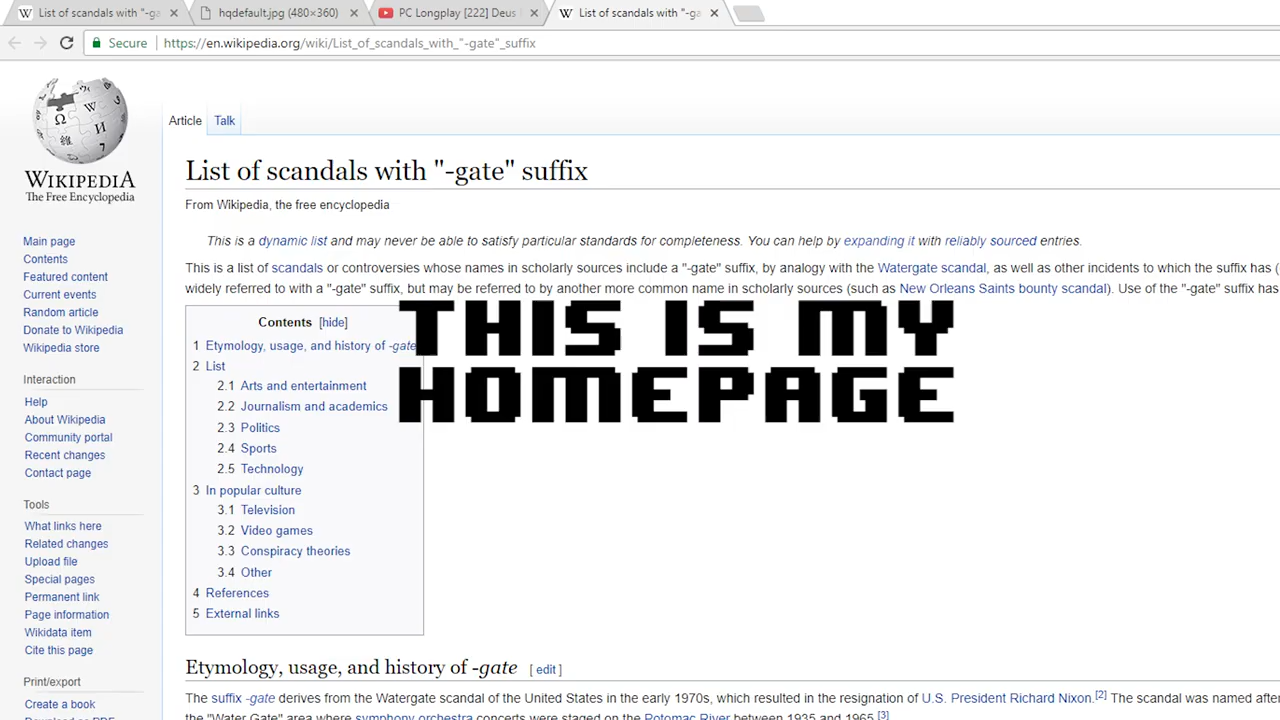 List of scandals with "-ga
hqdefault.jpg (480×360)
PC Longplay [222] Deus
List of scandals with "-ga
Secure https://en.wikipedia.org/wiki/List_of_scandals_with_"-gate"_suffix
WIKIPEDIA
The Free Encyclopedia
Main page
Contents
Featured content
Current events
Random article
Donate to Wikipedia
Wikipedia store
Interaction
Help
About Wikipedia
Community portal
Recent changes
Contact page
Tools
What links here
Related changes
Upload file
Special pages
Permanent link
Page information
Wikidata item
Cite this page
Print/export
Create a book
Download as PDF
Article Talk
List of scandals with "-gate" suffix
From Wikipedia, the free encyclopedia
This is a dynamic list and may never be able to satisfy particular standards for completeness. You can help by expanding it with reliably sourced entries.
This is a list of scandals or controversies whose names in scholarly sources include a "-gate" suffix, by analogy with the Watergate scandal, as well as other incidents to which the suffix has (
widely referred to with a "-gate" suffix, but may be referred to by another more common name in scholarly sources (such as New Orleans Saints bounty scandal). Use of the "-gate" suffix has
THIS IS MY
HOMEPAGE
Contents [hide]
1 Etymology, usage, and history of -gate
2 List
2.1 Arts and entertainment
2.2 Journalism and academics
2.3 Politics
2.4 Sports
2.5 Technology
3 In popular culture
3.1 Television
3.2 Video games
3.3 Conspiracy theories
3.4 Other
4 References
5 External links
Etymology, usage, and history of -gate [ edit ]
The suffix -gate derives from the Watergate scandal of the United States in the early 1970s, which resulted in the resignation of U.S. President Richard Nixon.[2] The scandal was named after
the "Water Gate" area where symphony orchestra concerts were staged on the Potomac River between 1935 and 1965.[3]